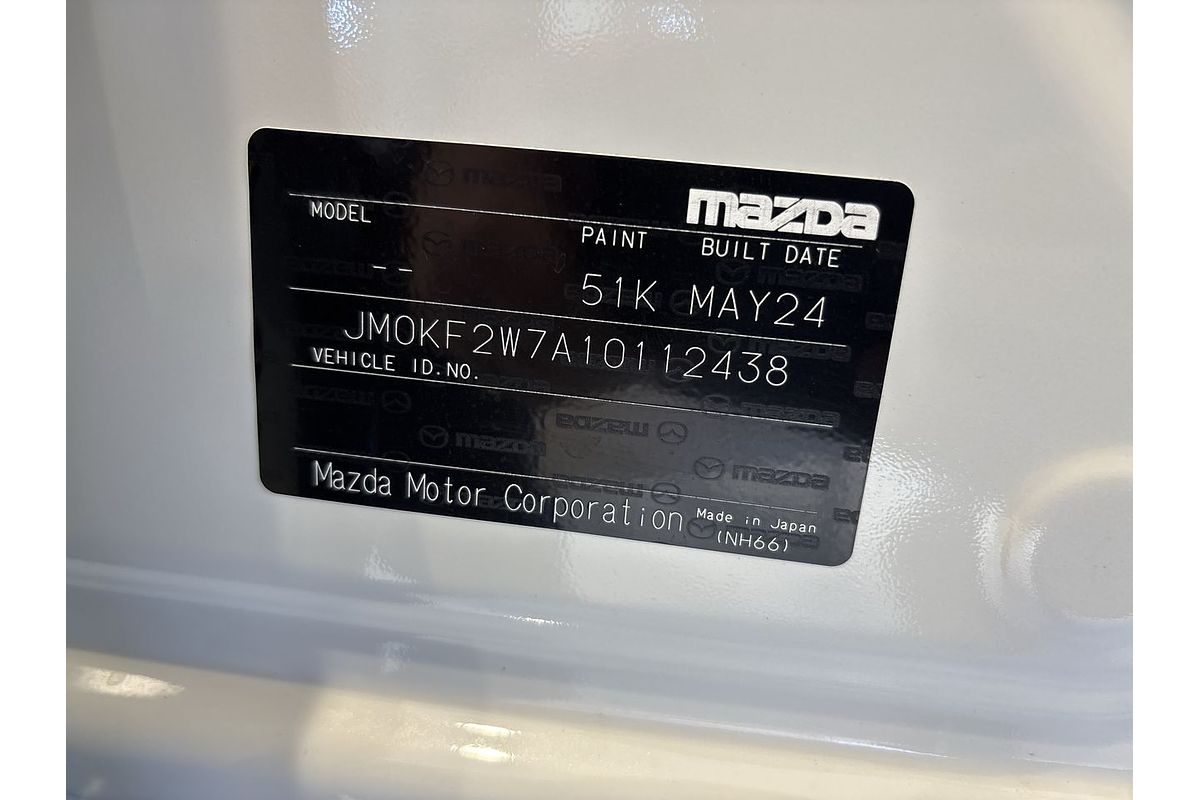 mazda
MODEL PAINT BUILT DATE
-- 51K MAY24
JM0KF2W7A10112438
VEHICLE ID.NO.
Mazda Motor Corporation Made in Japan
(NH66)